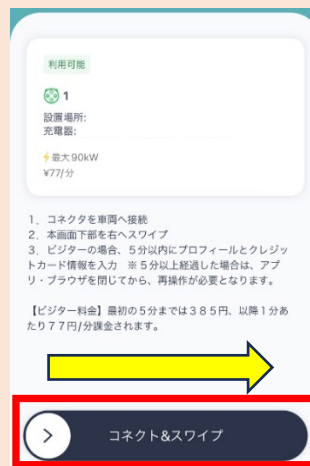 利用可能
1
設置場所:
充電器:
⚡最大90kW
¥77/分
1．コネクタを車両へ接続
2．本画面下部を右へスワイプ
3．ビジターの場合、５分以内にプロフィールとクレジッ
トカード情報を入力　※５分以上経過した場合は、アプ
リ・ブラウザを閉じてから、再操作が必要となります。
【ビジター料金】最初の５分までは３８５円、以降１分あ
たり７７円/分課金されます。
コネクト&スワイプ